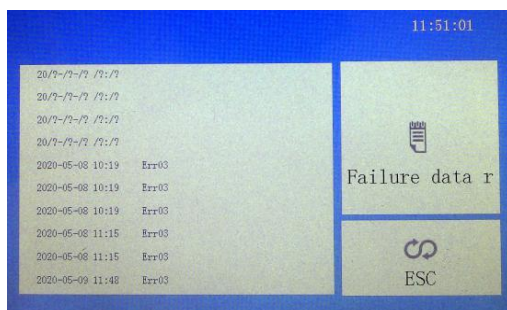 11:51:01
20/?-/?-/? /?:/?
20/?-/?-/? /?:/?
20/?-/?-/? /?:/?
20/?-/?-/? /?:/?
2020-05-08 10:19 Err03
2020-05-08 10:19 Err03
2020-05-08 10:19 Err03
2020-05-08 11:15 Err03
2020-05-08 11:15 Err03
2020-05-09 11:48 Err03
Failure data r
ESC